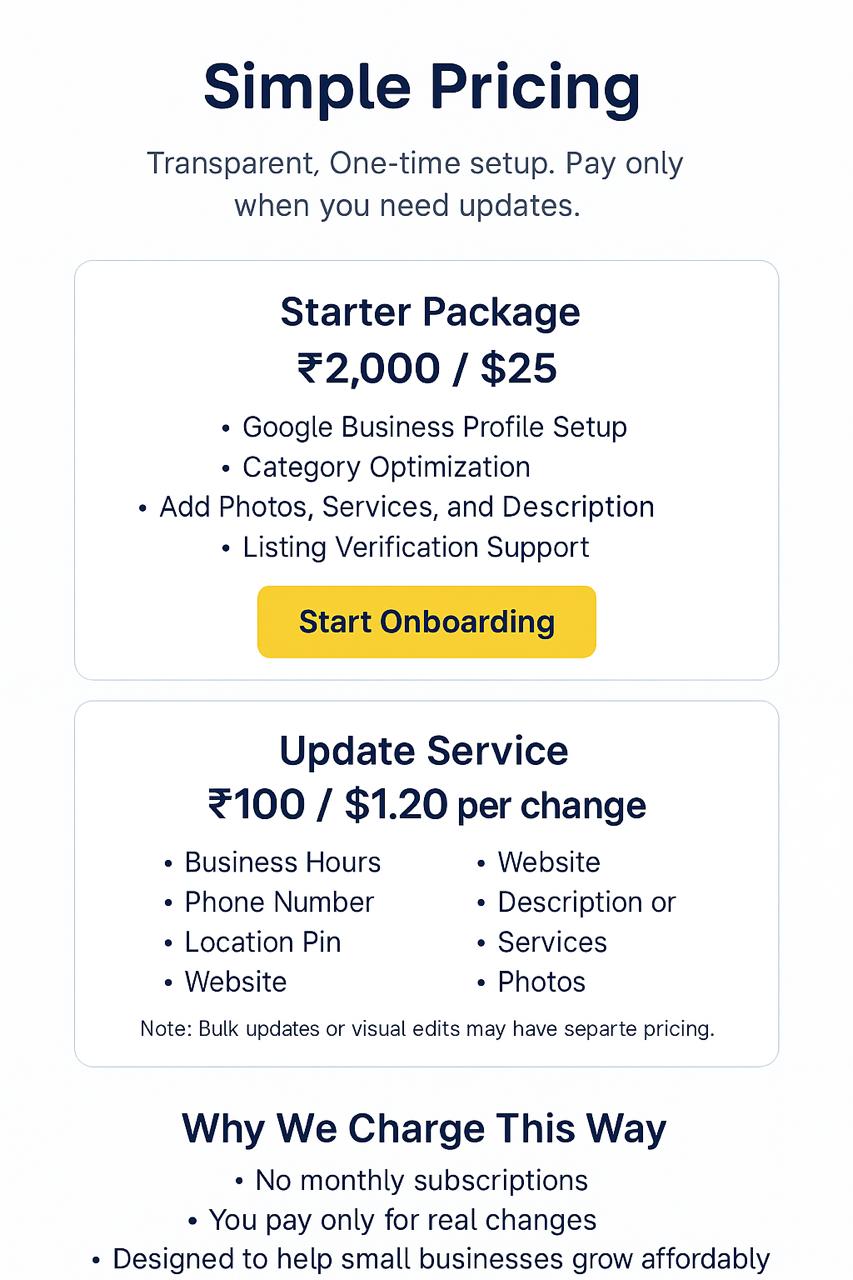 Simple Pricing
Transparent, One-time setup. Pay only
when you need updates.
Starter Package
₹2,000 / $25
• Google Business Profile Setup
• Category Optimization
• Add Photos, Services, and Description
• Listing Verification Support
Start Onboarding
Update Service
₹100 / $1.20 per change
• Business Hours
• Phone Number
• Location Pin
• Website
• Website
• Description or
• Services
• Photos
Note: Bulk updates or visual edits may have separte pricing.
Why We Charge This Way
• No monthly subscriptions
• You pay only for real changes
• Designed to help small businesses grow affordably